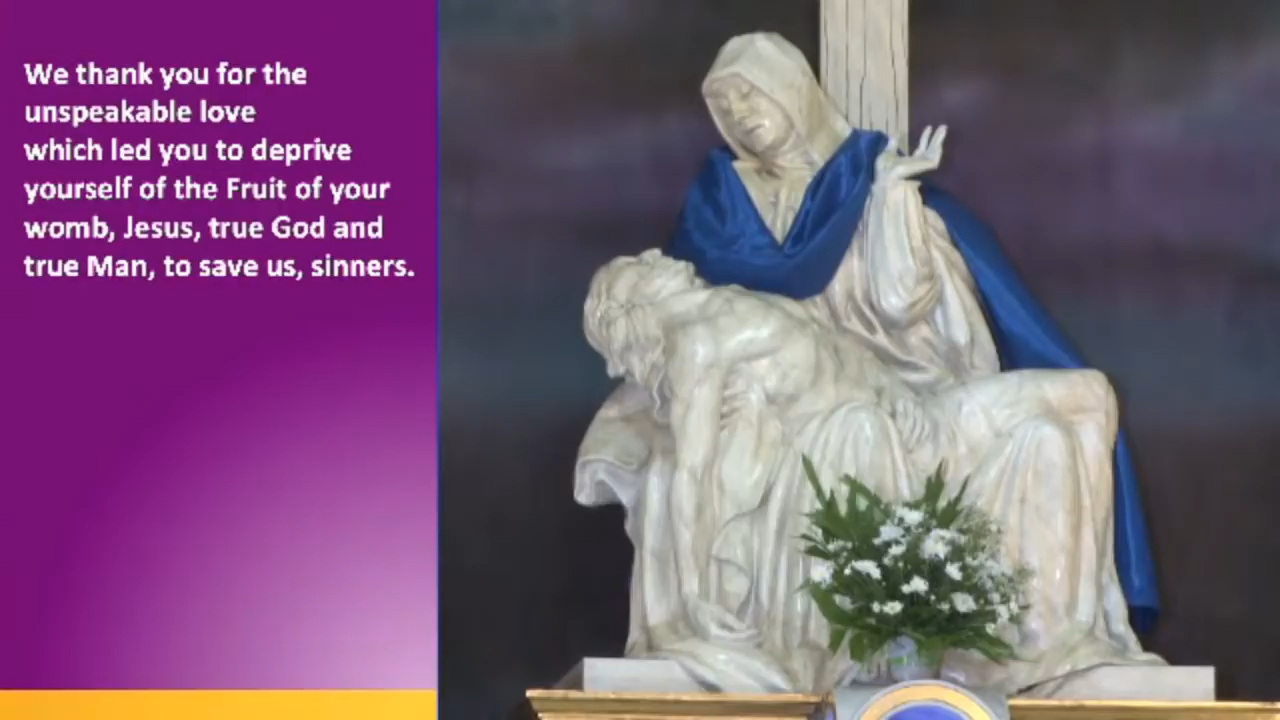 We thank you for the
unspeakable love
which led you to deprive
yourself of the Fruit of your
womb, Jesus, true God and
true Man, to save us, sinners.